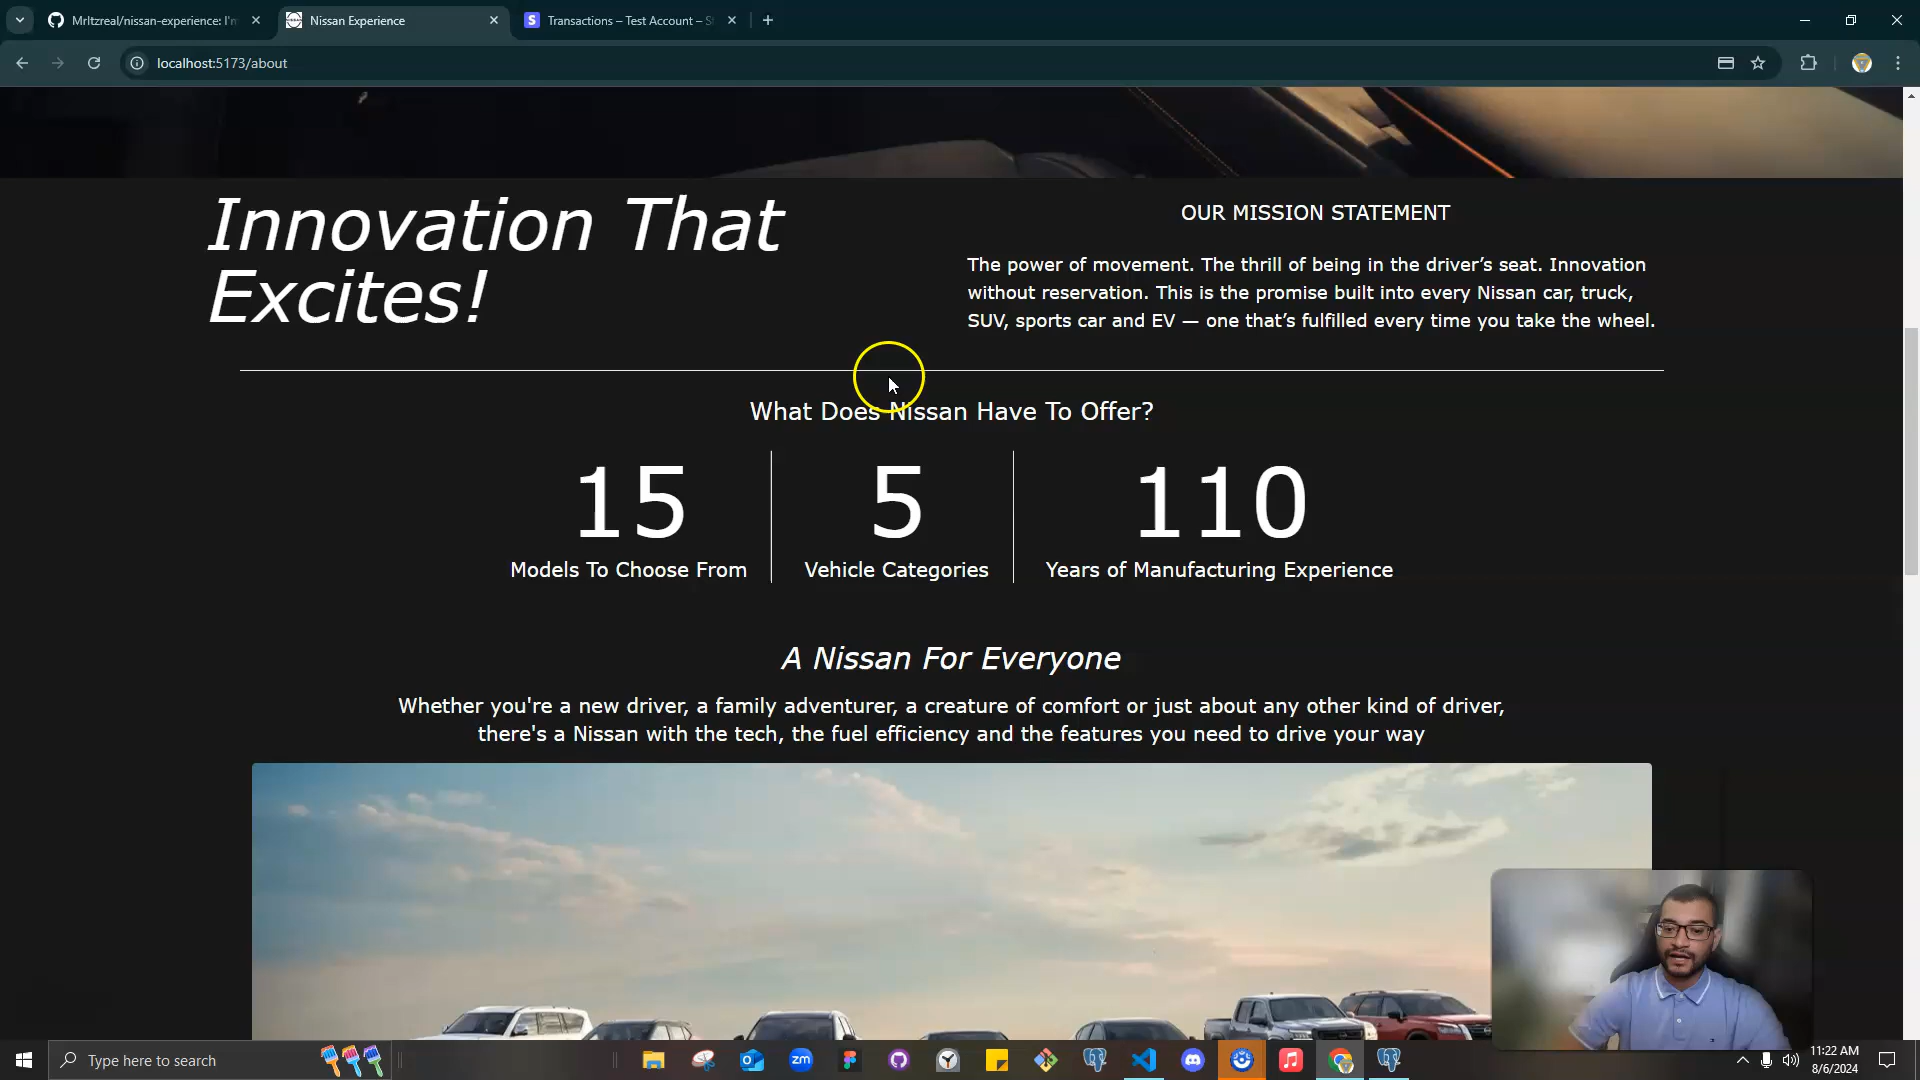 MrItzreal/nissan-experience: I'm
Nissan Experience
Transactions – Test Account – S
localhost:5173/about
Innovation That
Excites!
OUR MISSION STATEMENT
The power of movement. The thrill of being in the driver’s seat. Innovation
without reservation. This is the promise built into every Nissan car, truck,
SUV, sports car and EV — one that’s fulfilled every time you take the wheel.
What Does Nissan Have To Offer?
15
Models To Choose From
5
Vehicle Categories
110
Years of Manufacturing Experience
A Nissan For Everyone
Whether you're a new driver, a family adventurer, a creature of comfort or just about any other kind of driver,
there's a Nissan with the tech, the fuel efficiency and the features you need to drive your way
Type here to search
zm
11:22 AM
8/6/2024